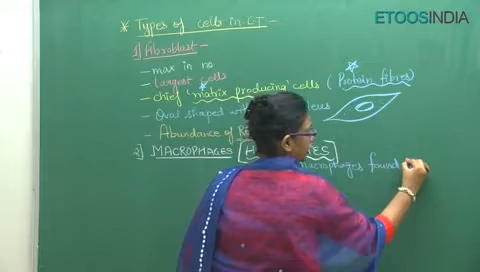 ETOOSINDIA
* Types of cells in CT -
1) Fibroblast -
- max in no
- largest cells
- chief 'matrix producing' cells ( Protein fibres )
- Oval shaped
- Abundance of
2) MACROPHAGES
macrophages found